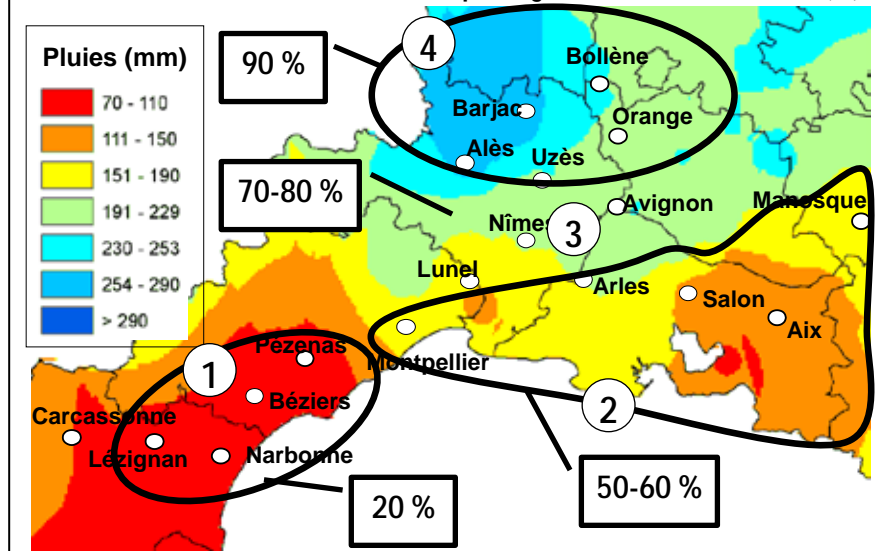 Pluies (mm)
70 - 110
111 - 150
151 - 190
191 - 229
230 - 253
254 - 290
> 290
90 %
4
Bollène
Barjac
Orange
Alès
Uzès
70-80 %
Avignon
Manosque
Nîmes
3
Lunel
Arles
Salon
Aix
Montpellier
1
Pézenas
Béziers
2
Carcassonne
Lézignan
Narbonne
20 %
50-60 %